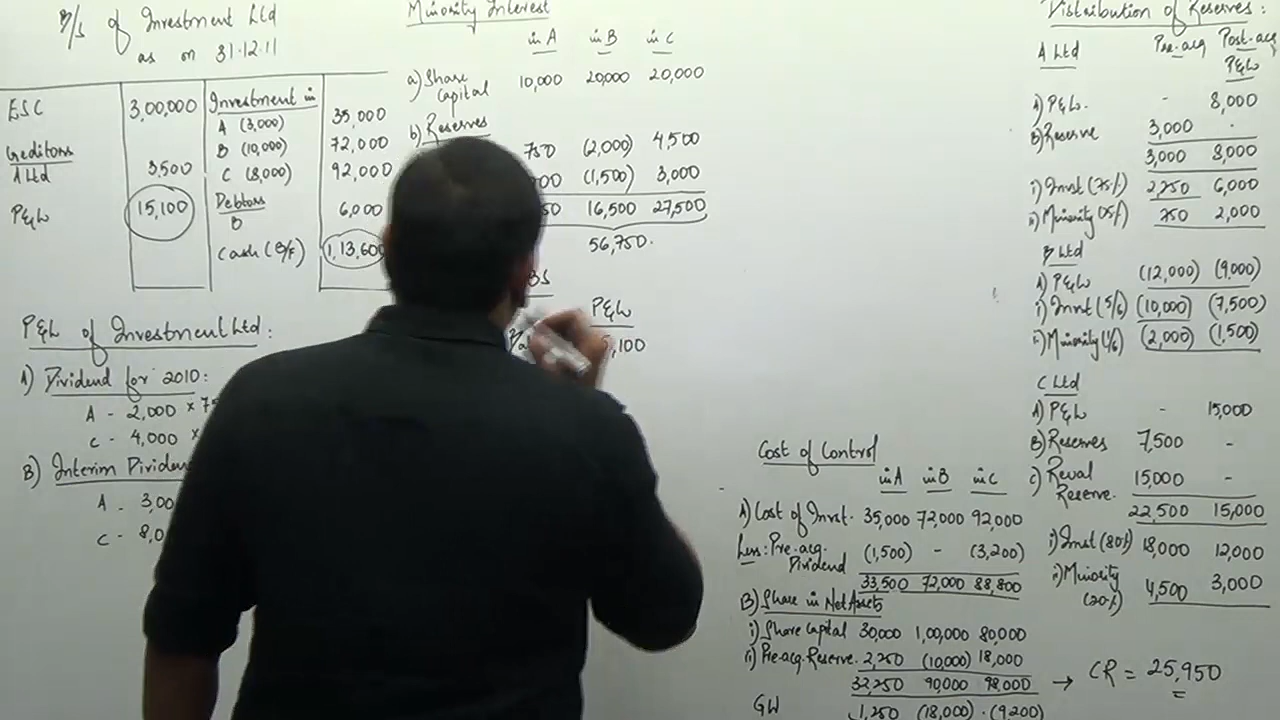 B/S of Investment Ltd
as on 31.12.11
ESC 3,00,000 Investment in
A (3,000) 35,000
B (10,000) 72,000
Creditors
A Ltd 3,500 C (8,000) 92,000
P&L 15,100 Debtors
B 6,000
Cash (B/F) 1,13,600
P&L of Investment Ltd:
A) Dividend for 2010:
A - 2,000 ×
C - 4,000 ×
B) Interim Dividen
A - 3,00
C - 8,0
Minority Interest
in A in B in C
a) Share Capital 10,000 20,000 20,000
b) Reserves
750 (2,000) 4,500
(1,500) 3,000
16,500 27,500
56,750.
BS
P&L
,100
Cost of Control
in A in B in C
A) Cost of Invst. 35,000 72,000 92,000
Less: Pre-acq. Dividend (1,500) - (3,200)
33,500 72,000 88,800
B) Share in Net Assets
i) Share Capital 30,000 1,00,000 80,000
ii) Pre-acq. Reserve. 2,250 (10,000) 18,000
32,250 90,000 98,000 → CR = 25,950
GW 1,250 (18,000) (9,200)
Distribution of Reserves:
Pre-acq Post-acq
A Ltd P&L
A) P&L. - 8,000
B) Reserve 3,000 -
3,000 8,000
i) Invst (75%) 2,250 6,000
ii) Minority (25%) 750 2,000
B Ltd
A) P&L (12,000) (9,000)
i) Invst (5/6) (10,000) (7,500)
ii) Minority (1/6) (2,000) (1,500)
C Ltd
A) P&L - 15,000
B) Reserves 7,500 -
C) Reval Reserve. 15,000 -
22,500 15,000
i) Invst (80%) 18,000 12,000
ii) Minority (20%) 4,500 3,000